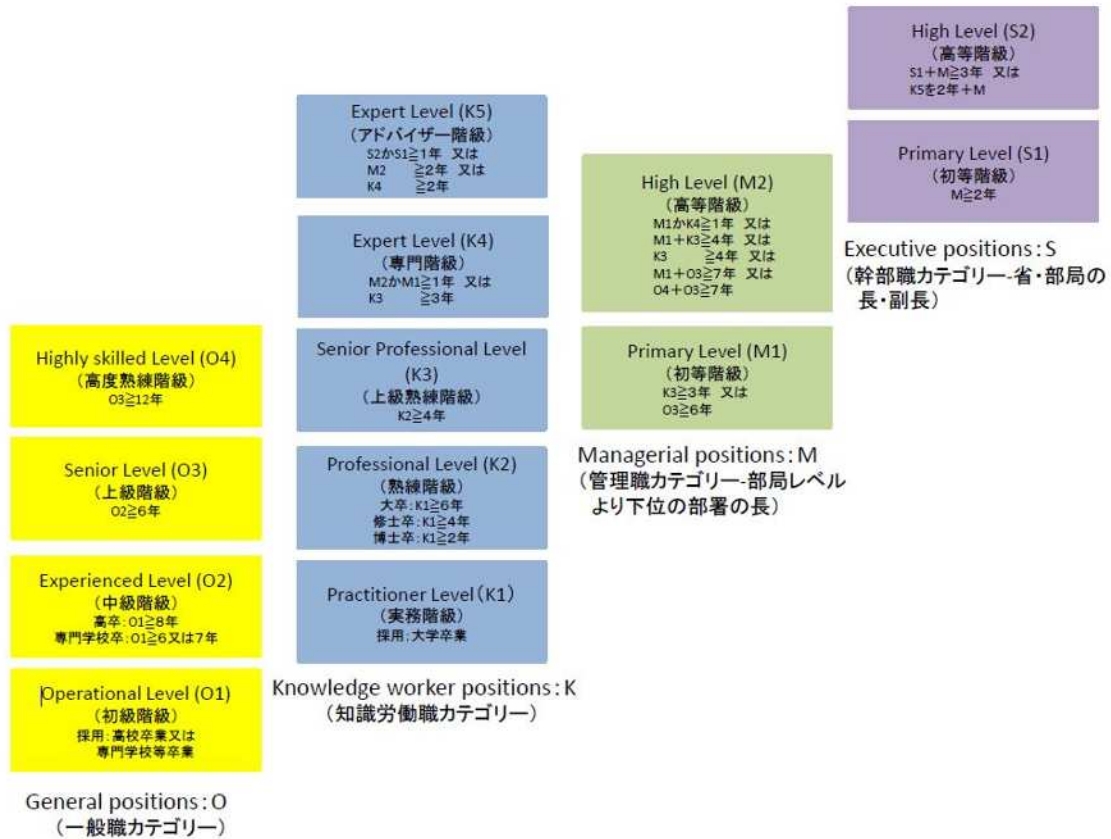 High Level (S2)
(高等階級)
S1+M≧3年 又は
K5を2年+M
Primary Level (S1)
(初等階級)
M≧2年
Executive positions:S
(幹部職カテゴリー-省・部局の
長・副長)
High Level (M2)
(高等階級)
M1かK4≧1年 又は
M1+K3≧4年 又は
K3 ≧4年 又は
M1+O3≧7年 又は
O4+O3≧7年
Primary Level (M1)
(初等階級)
K3≧3年 又は
O3≧6年
Managerial positions:M
(管理職カテゴリー-部局レベル
より下位の部署の長)
Expert Level (K5)
(アドバイザー階級)
S2かS1≧1年 又は
M2 ≧2年 又は
K4 ≧2年
Expert Level (K4)
(専門階級)
M2かM1≧1年 又は
K3 ≧3年
Senior Professional Level
(K3)
(上級熟練階級)
K2≧4年
Professional Level (K2)
(熟練階級)
大卒:K1≧6年
修士卒:K1≧4年
博士卒:K1≧2年
Practitioner Level(K1)
(実務階級)
採用;大学卒業
Knowledge worker positions:K
(知識労働職カテゴリー)
Highly skilled Level (O4)
(高度熟練階級)
O3≧12年
Senior Level (O3)
(上級階級)
O2≧6年
Experienced Level (O2)
(中級階級)
高卒:O1≧8年
専門学校卒:O1≧6又は7年
Operational Level (O1)
(初級階級)
採用:高校卒業又は
専門学校等卒業
General positions:O
(一般職カテゴリー)